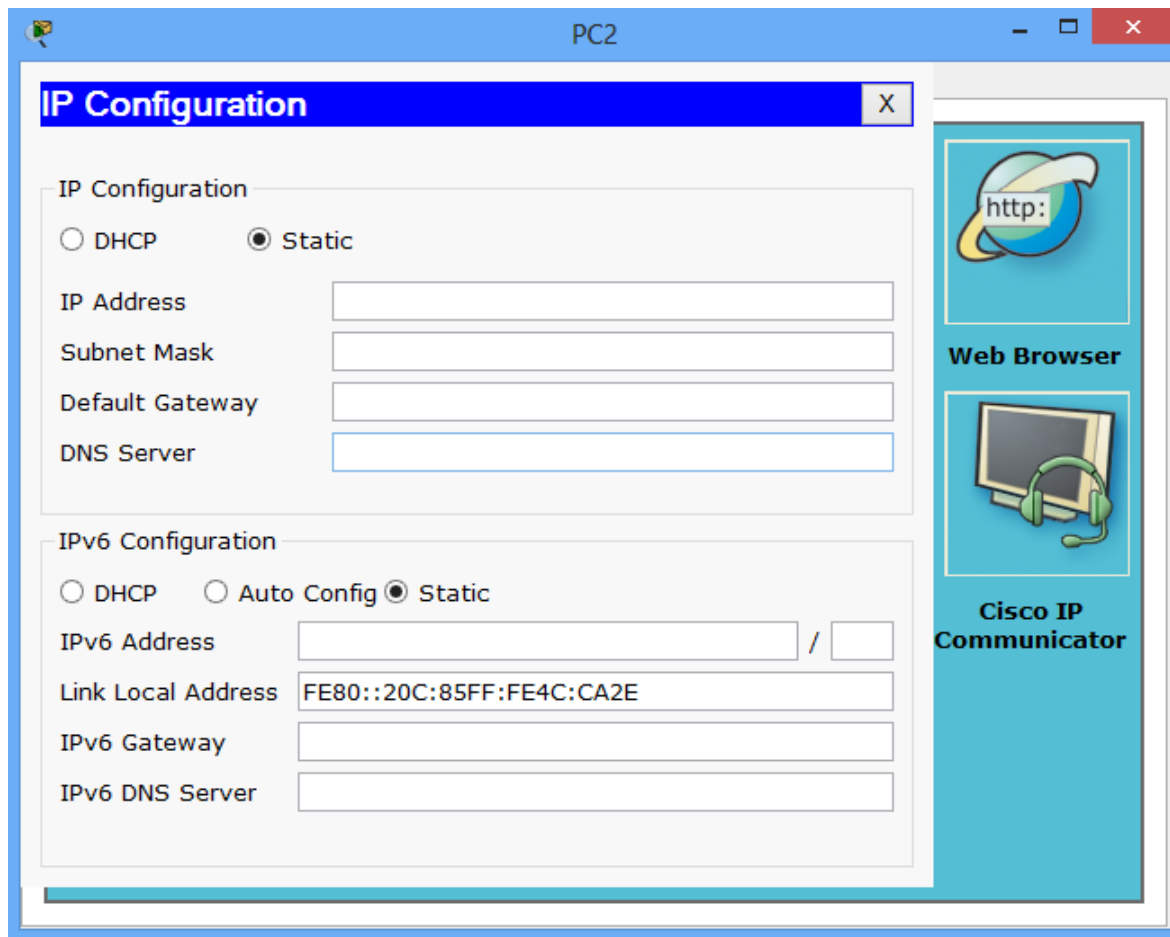 PC2
IP Configuration X
IP Configuration
DHCP Static
IP Address
Subnet Mask
Default Gateway
DNS Server
IPv6 Configuration
DHCP Auto Config Static
IPv6 Address /
Link Local Address FE80::20C:85FF:FE4C:CA2E
IPv6 Gateway
IPv6 DNS Server
http:
Web Browser
Cisco IP
Communicator